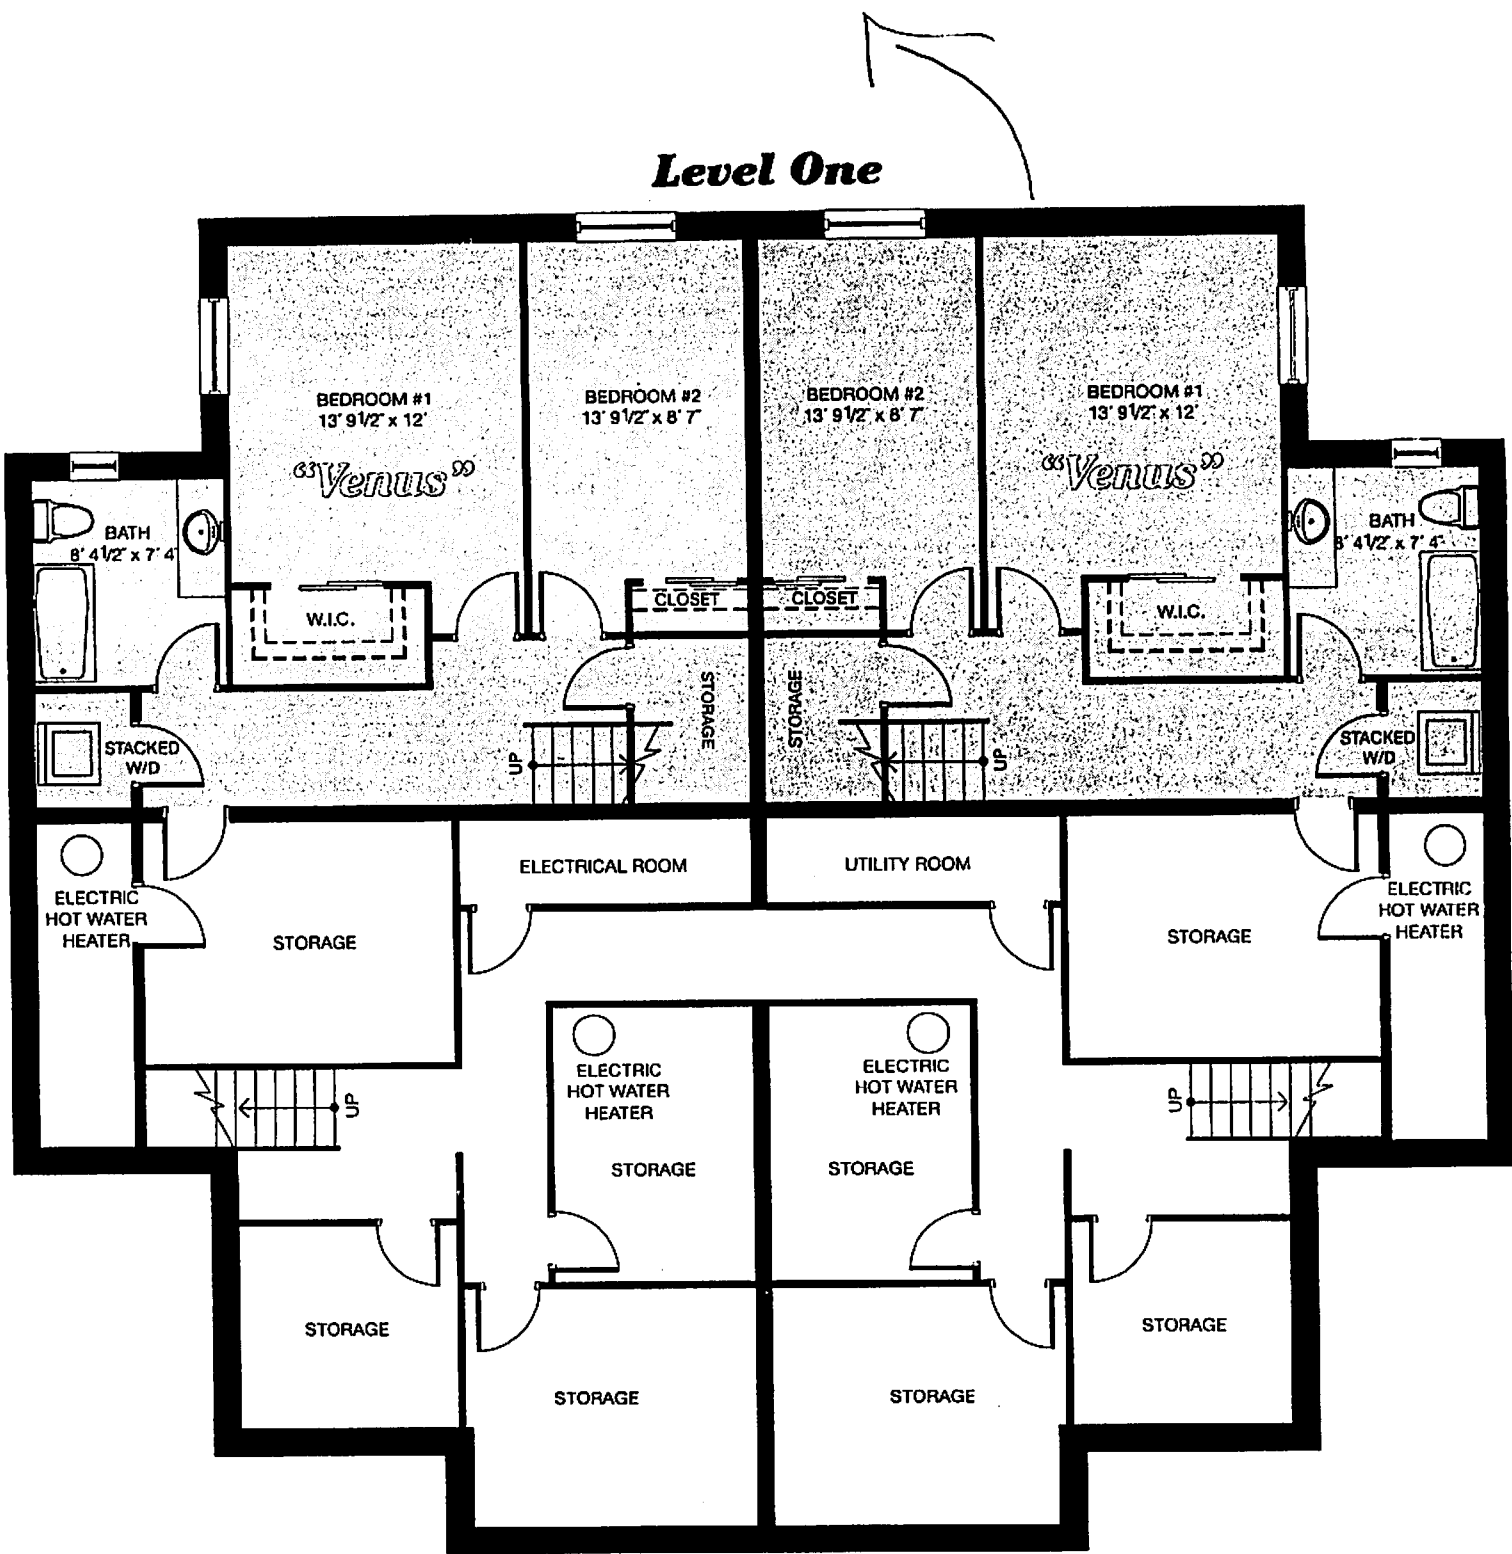 Level One
BEDROOM #1
13' 9 1/2" x 12'
"Venus"
BEDROOM #2
13' 9 1/2" x 8' 7"
BEDROOM #2
13' 9 1/2" x 8' 7"
BEDROOM #1
13' 9 1/2" x 12'
"Venus"
BATH
8' 4 1/2" x 7' 4"
BATH
8' 4 1/2" x 7' 4"
W.I.C.
CLOSET
CLOSET
W.I.C.
STORAGE
STORAGE
STACKED
W/D
UP
UP
STACKED
W/D
ELECTRIC
HOT WATER
HEATER
STORAGE
ELECTRICAL ROOM
UTILITY ROOM
STORAGE
ELECTRIC
HOT WATER
HEATER
UP
ELECTRIC
HOT WATER
HEATER
STORAGE
ELECTRIC
HOT WATER
HEATER
STORAGE
UP
STORAGE
STORAGE
STORAGE
STORAGE